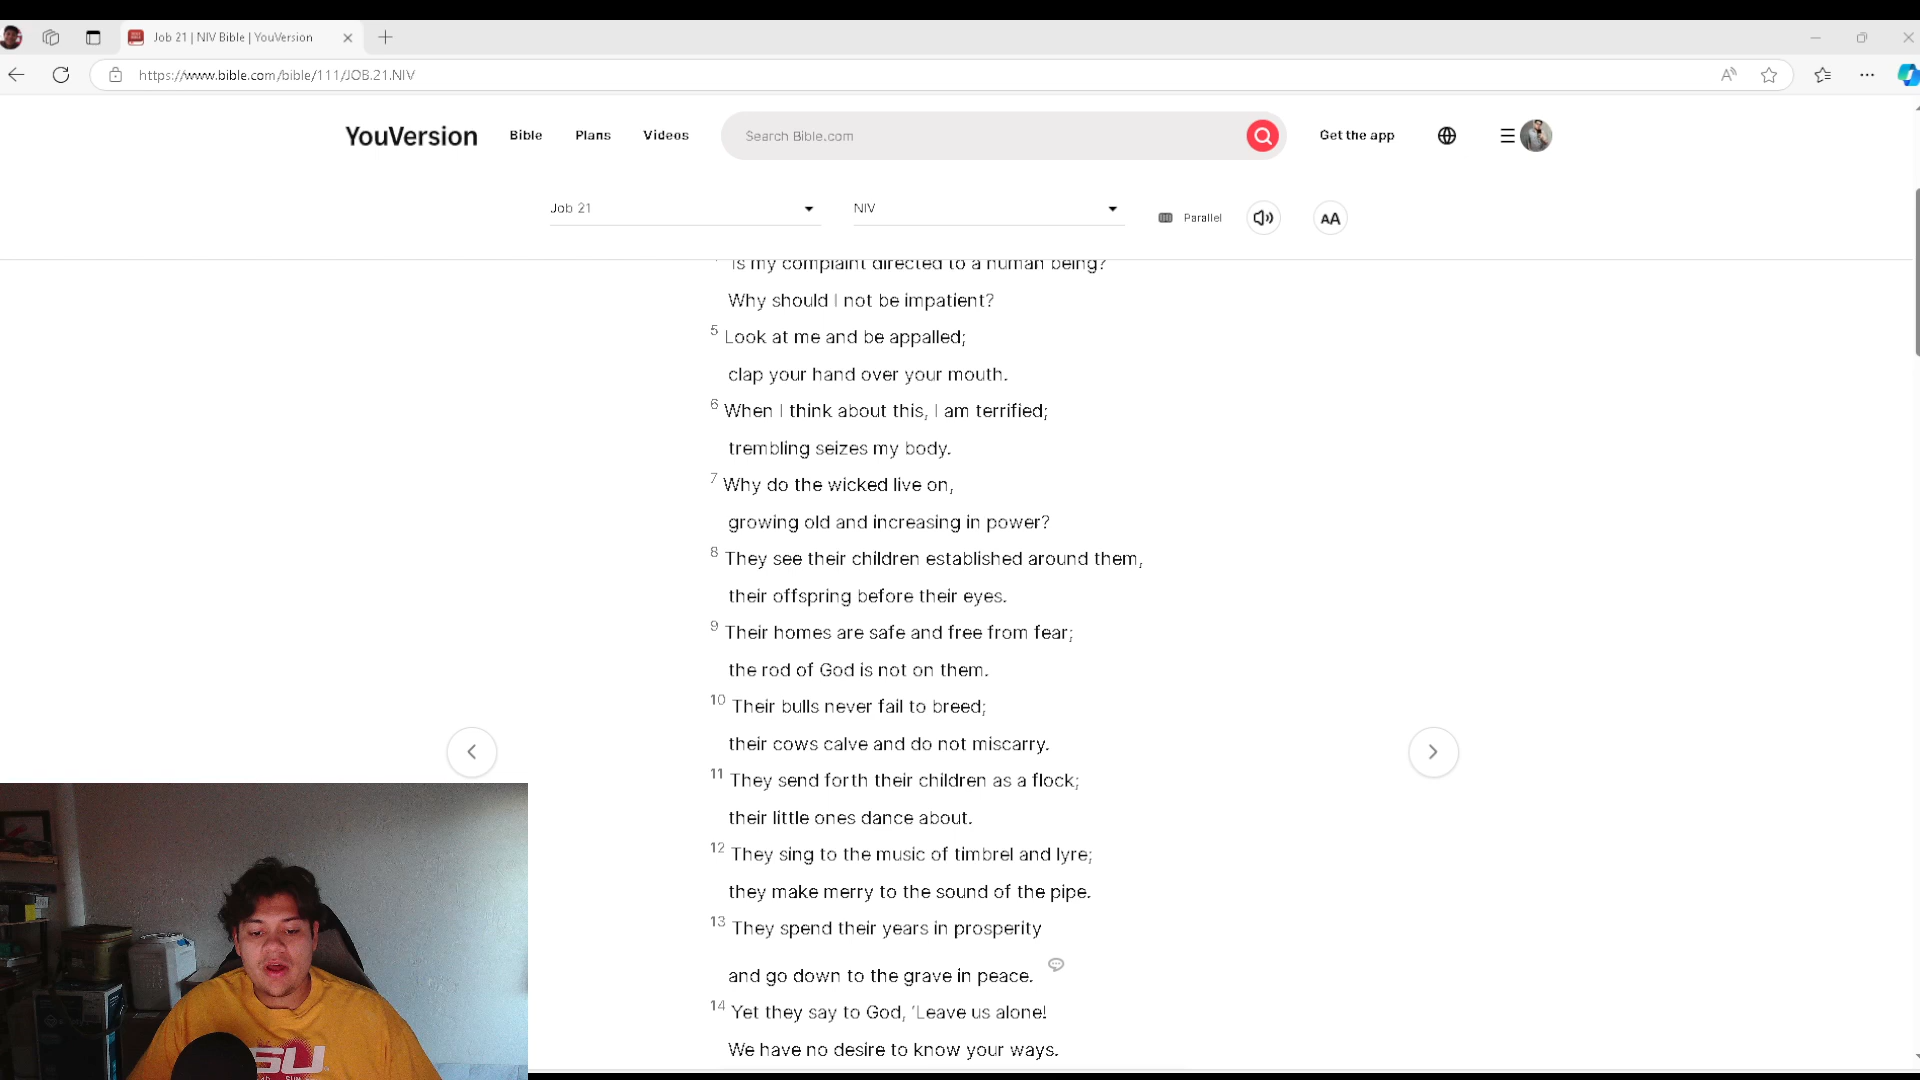 Job 21 | NIV Bible | YouVersion
https://www.bible.com/bible/111/JOB.21.NIV
YouVersion
Bible
Plans
Videos
Search Bible.com
Get the app
Job 21
NIV
Parallel
AA
Is my complaint directed to a human being?
Why should I not be impatient?
5 Look at me and be appalled;
clap your hand over your mouth.
6 When I think about this, I am terrified;
trembling seizes my body.
7 Why do the wicked live on,
growing old and increasing in power?
8 They see their children established around them,
their offspring before their eyes.
9 Their homes are safe and free from fear;
the rod of God is not on them.
10 Their bulls never fail to breed;
their cows calve and do not miscarry.
11 They send forth their children as a flock;
their little ones dance about.
12 They sing to the music of timbrel and lyre;
they make merry to the sound of the pipe.
13 They spend their years in prosperity
and go down to the grave in peace.
14 Yet they say to God, ‘Leave us alone!
We have no desire to know your ways.
SU